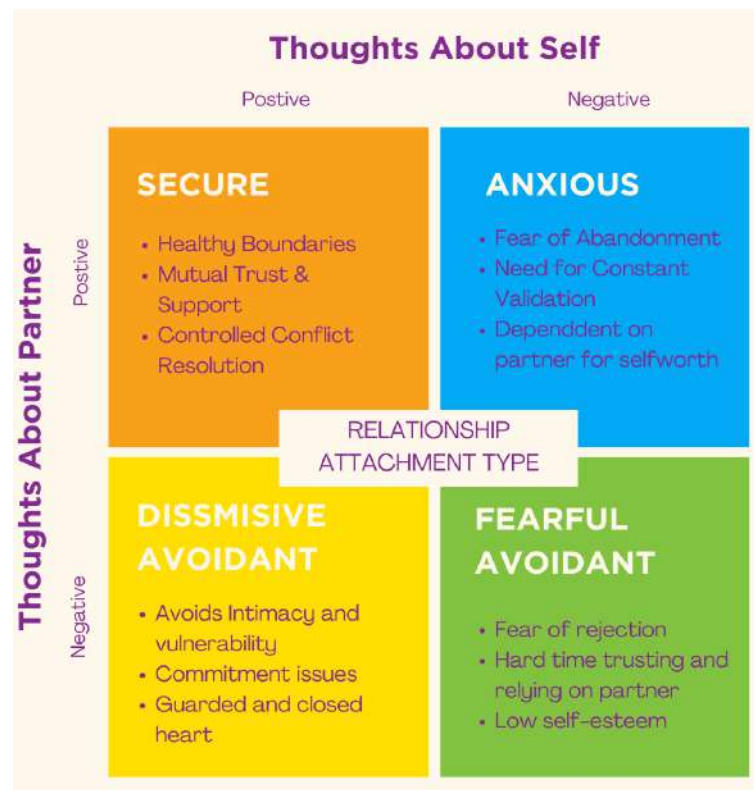 Thoughts About Self
Postive
Negative
Thoughts About Partner
Postive
Negative
SECURE
• Healthy Boundaries
• Mutual Trust &
Support
• Controlled Conflict
Resolution
ANXIOUS
• Fear of Abandonment
• Need for Constant
Validation
• Dependdent on
partner for selfworth
RELATIONSHIP
ATTACHMENT TYPE
DISSMISIVE
AVOIDANT
• Avoids Intimacy and
vulnerability
• Commitment issues
• Guarded and closed
heart
FEARFUL
AVOIDANT
• Fear of rejection
• Hard time trusting and
relying on partner
• Low self-esteem